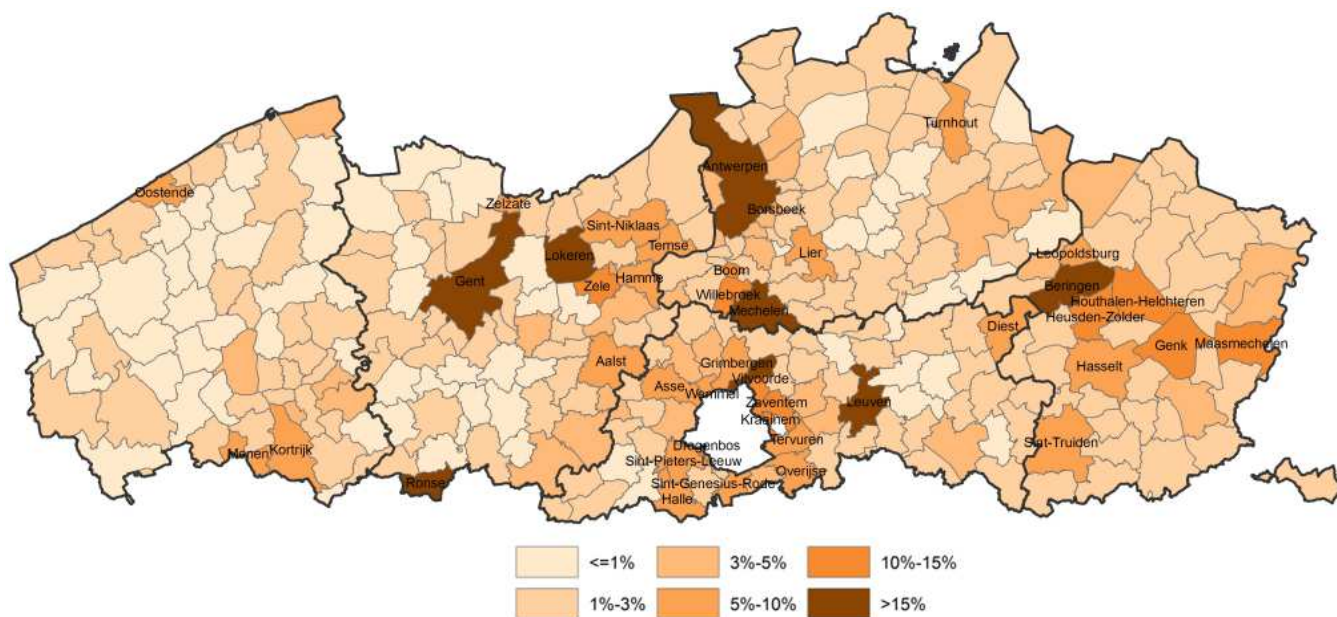 Turnhout
Antwerpen
Oostende
Zelzate
Borsbeek
Sint-Niklaas
Temse
Lokeren
Lier
Leopoldsburg
Gent
Zele
Hamme
Boom
Beringen
Willebroek
Houthalen-Helchteren
Mechelen
Heusden-Zolder
Diest
Genk
Maasmechelen
Aalst
Grimbergen
Hasselt
Vilvoorde
Asse
Wemmel
Zaventem
Leuven
Kraainem
Kortrijk
Menen
Drogenbos
Tervuren
Sint-Truiden
Sint-Pieters-Leeuw
Overijse
Ronse
Sint-Genesius-Rode
Halle
<=1% 3%-5% 10%-15%
1%-3% 5%-10% >15%